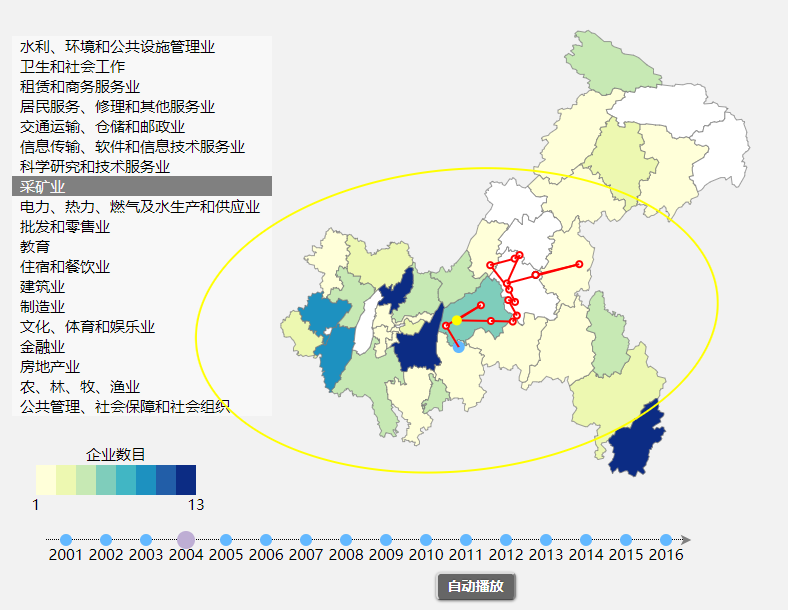 水利、环境和公共设施管理业
卫生和社会工作
租赁和商务服务业
居民服务、修理和其他服务业
交通运输、仓储和邮政业
信息传输、软件和信息技术服务业
科学研究和技术服务业
采矿业
电力、热力、燃气及水生产和供应业
批发和零售业
教育
住宿和餐饮业
建筑业
制造业
文化、体育和娱乐业
金融业
房地产业
农、林、牧、渔业
公共管理、社会保障和社会组织
企业数目
1 13
2001 2002 2003 2004 2005 2006 2007 2008 2009 2010 2011 2012 2013 2014 2015 2016
自动播放